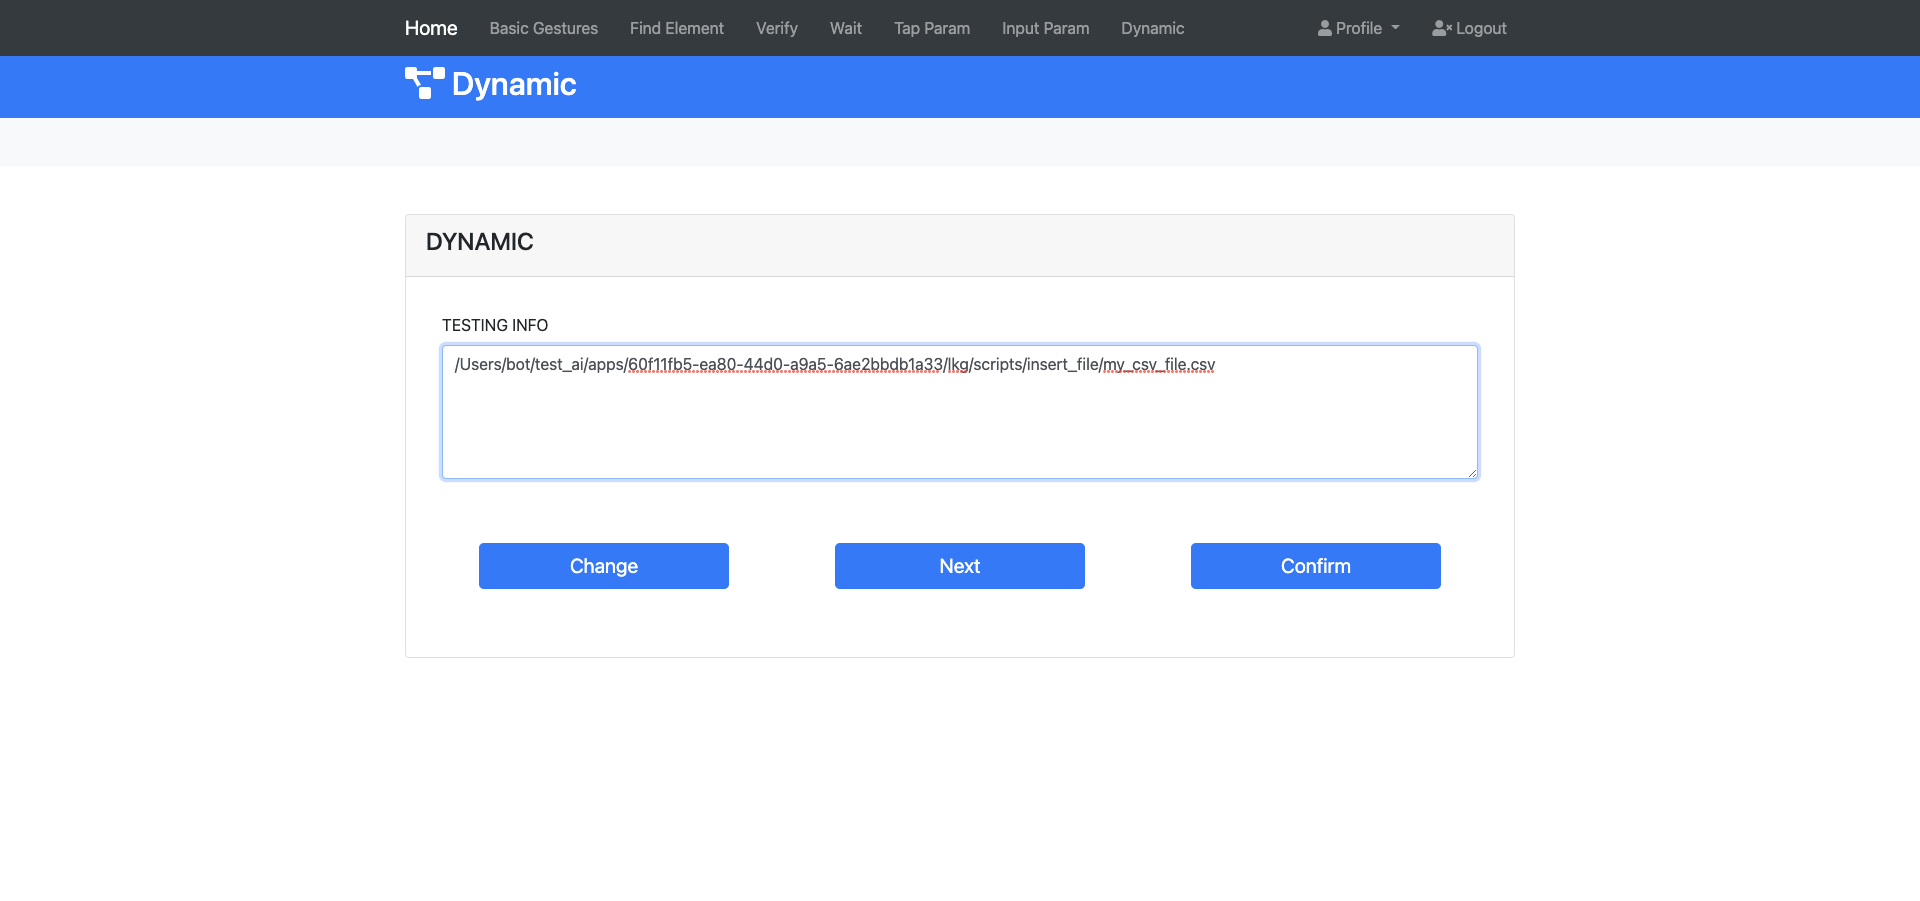 Home Basic Gestures Find Element Verify Wait Tap Param Input Param Dynamic Profile Logout
Dynamic
DYNAMIC
TESTING INFO
/Users/bot/test_ai/apps/60f11fb5-ea80-44d0-a9a5-6ae2bbdb1a33/lkg/scripts/insert_file/my_csv_file.csv
Change Next Confirm